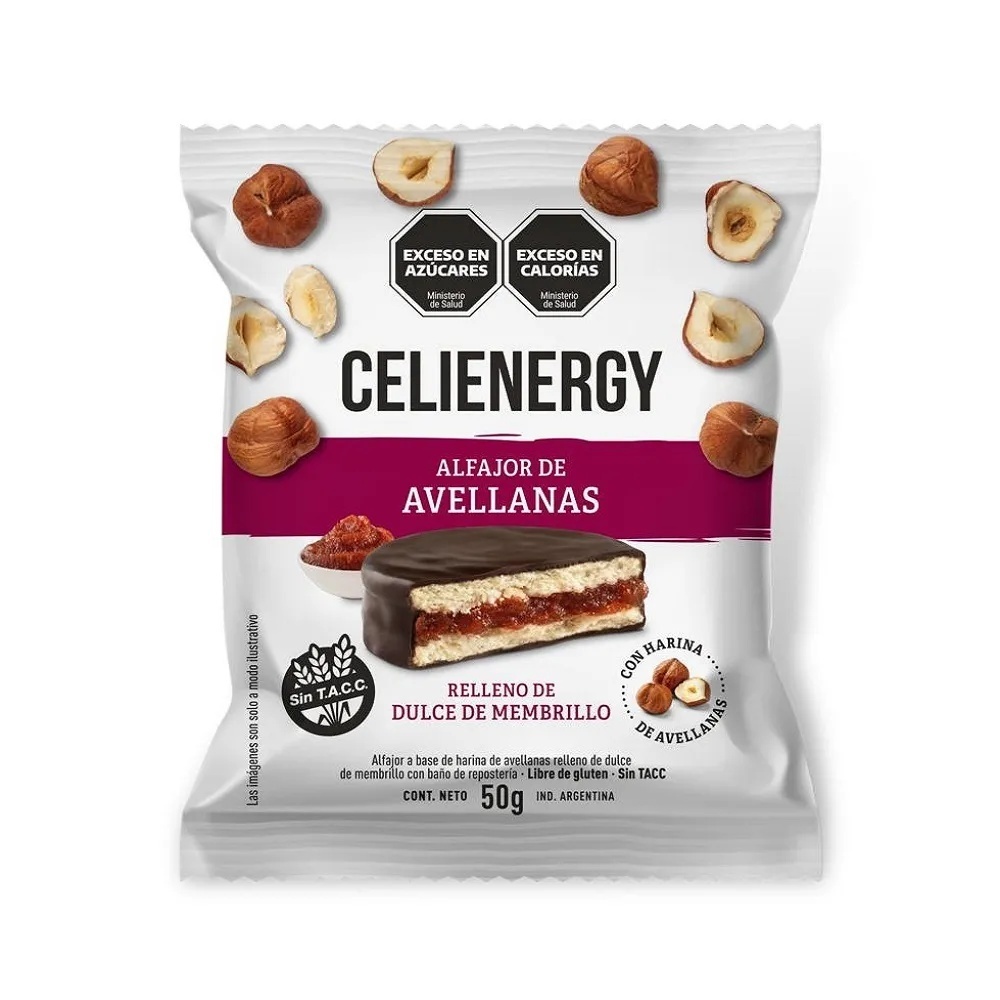 EXCESO EN
AZÚCARES
Ministerio
de Salud
EXCESO EN
CALORÍAS
Ministerio
de Salud
CELIENERGY
ALFAJOR DE
AVELLANAS
Sin T.A.C.C.
RELLENO DE
DULCE DE MEMBRILLO
CON HARINA
DE AVELLANAS
Las imágenes son solo a modo ilustrativo
Alfajor a base de harina de avellanas relleno de dulce
de membrillo con baño de repostería · Libre de gluten · Sin TACC
CONT. NETO 50g IND. ARGENTINA